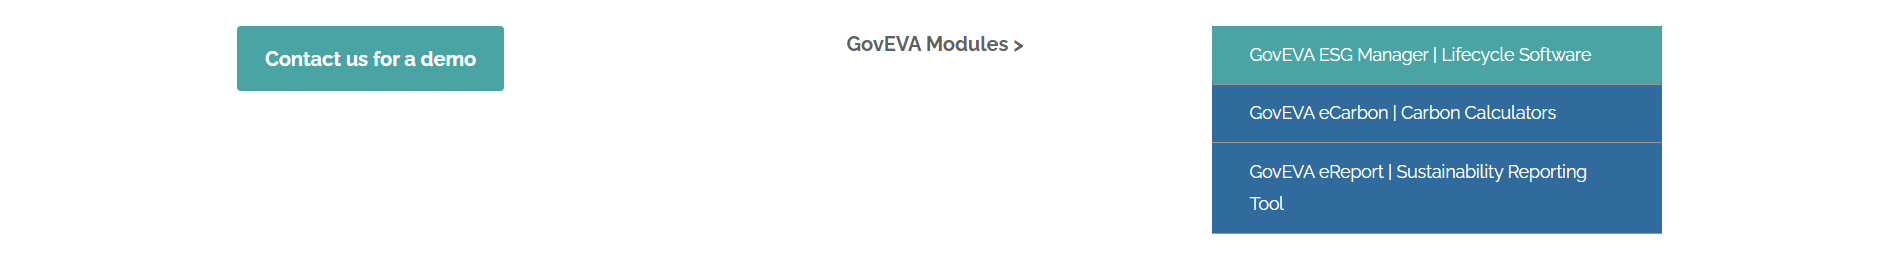 Contact us for a demo
GovEVA Modules >
GovEVA ESG Manager | Lifecycle Software
GovEVA eCarbon | Carbon Calculators
GovEVA eReport | Sustainability Reporting
Tool